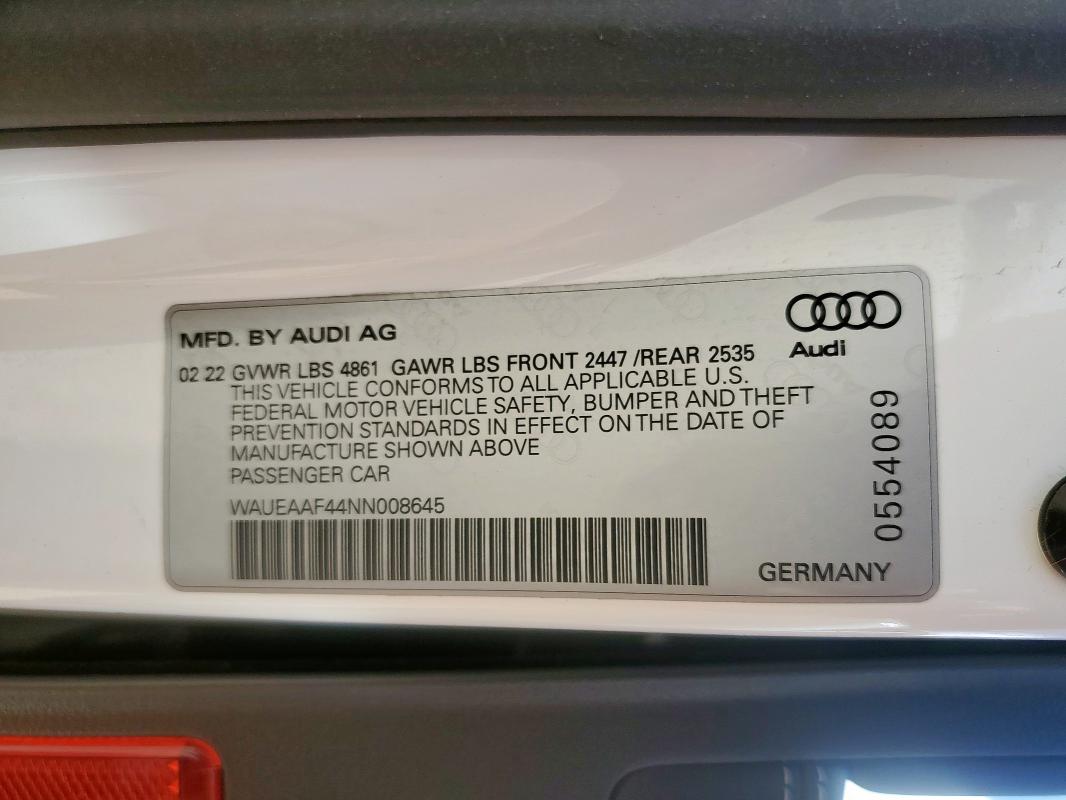 MFD. BY AUDI AG
Audi
02 22 GVWR LBS 4861 GAWR LBS FRONT 2447 /REAR 2535
THIS VEHICLE CONFORMS TO ALL APPLICABLE U.S.
FEDERAL MOTOR VEHICLE SAFETY, BUMPER AND THEFT
PREVENTION STANDARDS IN EFFECT ON THE DATE OF
MANUFACTURE SHOWN ABOVE
PASSENGER CAR
WAUEAAF44NN008645
0554089
GERMANY